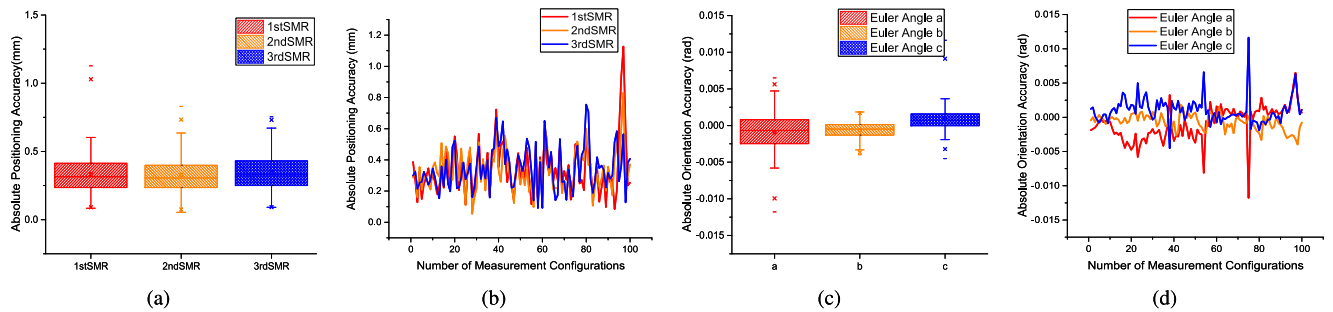 Absolute Positioning Accuracy(mm)
1.5
1.0
0.5
0.0
1stSMR
2ndSMR
3rdSMR
1stSMR
2ndSMR
3rdSMR
(a)
Absolute Positioning Accuracy (mm)
1.2
1.0
0.8
0.6
0.4
0.2
0.0
1stSMR
2ndSMR
3rdSMR
0
20
40
60
80
100
Number of Measurement Configurations
(b)
Absolute Orientation Accuracy (rad)
0.015
0.010
0.005
0.000
-0.005
-0.010
-0.015
Euler Angle a
Euler Angle b
Euler Angle c
a
b
c
Number of Measurement Configurations
(c)
Absolute Orientation Accuracy (rad)
0.015
0.010
0.005
0.000
-0.005
-0.010
-0.015
Euler Angle a
Euler Angle b
Euler Angle c
0
20
40
60
80
100
Number of Measurement Configurations
(d)